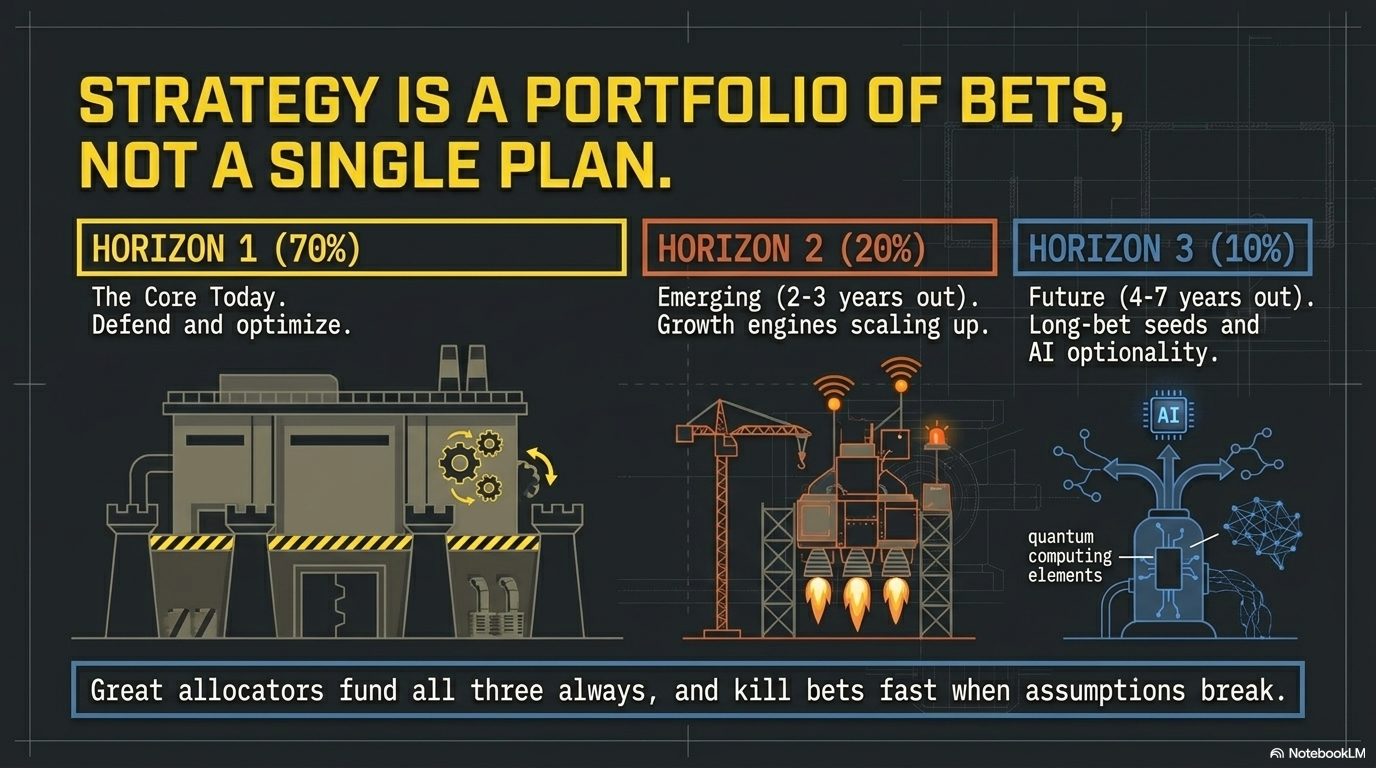 STRATEGY IS A PORTFOLIO OF BETS,
NOT A SINGLE PLAN.
HORIZON 1 (70%)
The Core Today.
Defend and optimize.
HORIZON 2 (20%)
Emerging (2-3 years out).
Growth engines scaling up.
HORIZON 3 (10%)
Future (4-7 years out).
Long-bet seeds and
AI optionality.
AI
quantum
computing
elements
Great allocators fund all three always, and kill bets fast when assumptions break.
NotebookLM